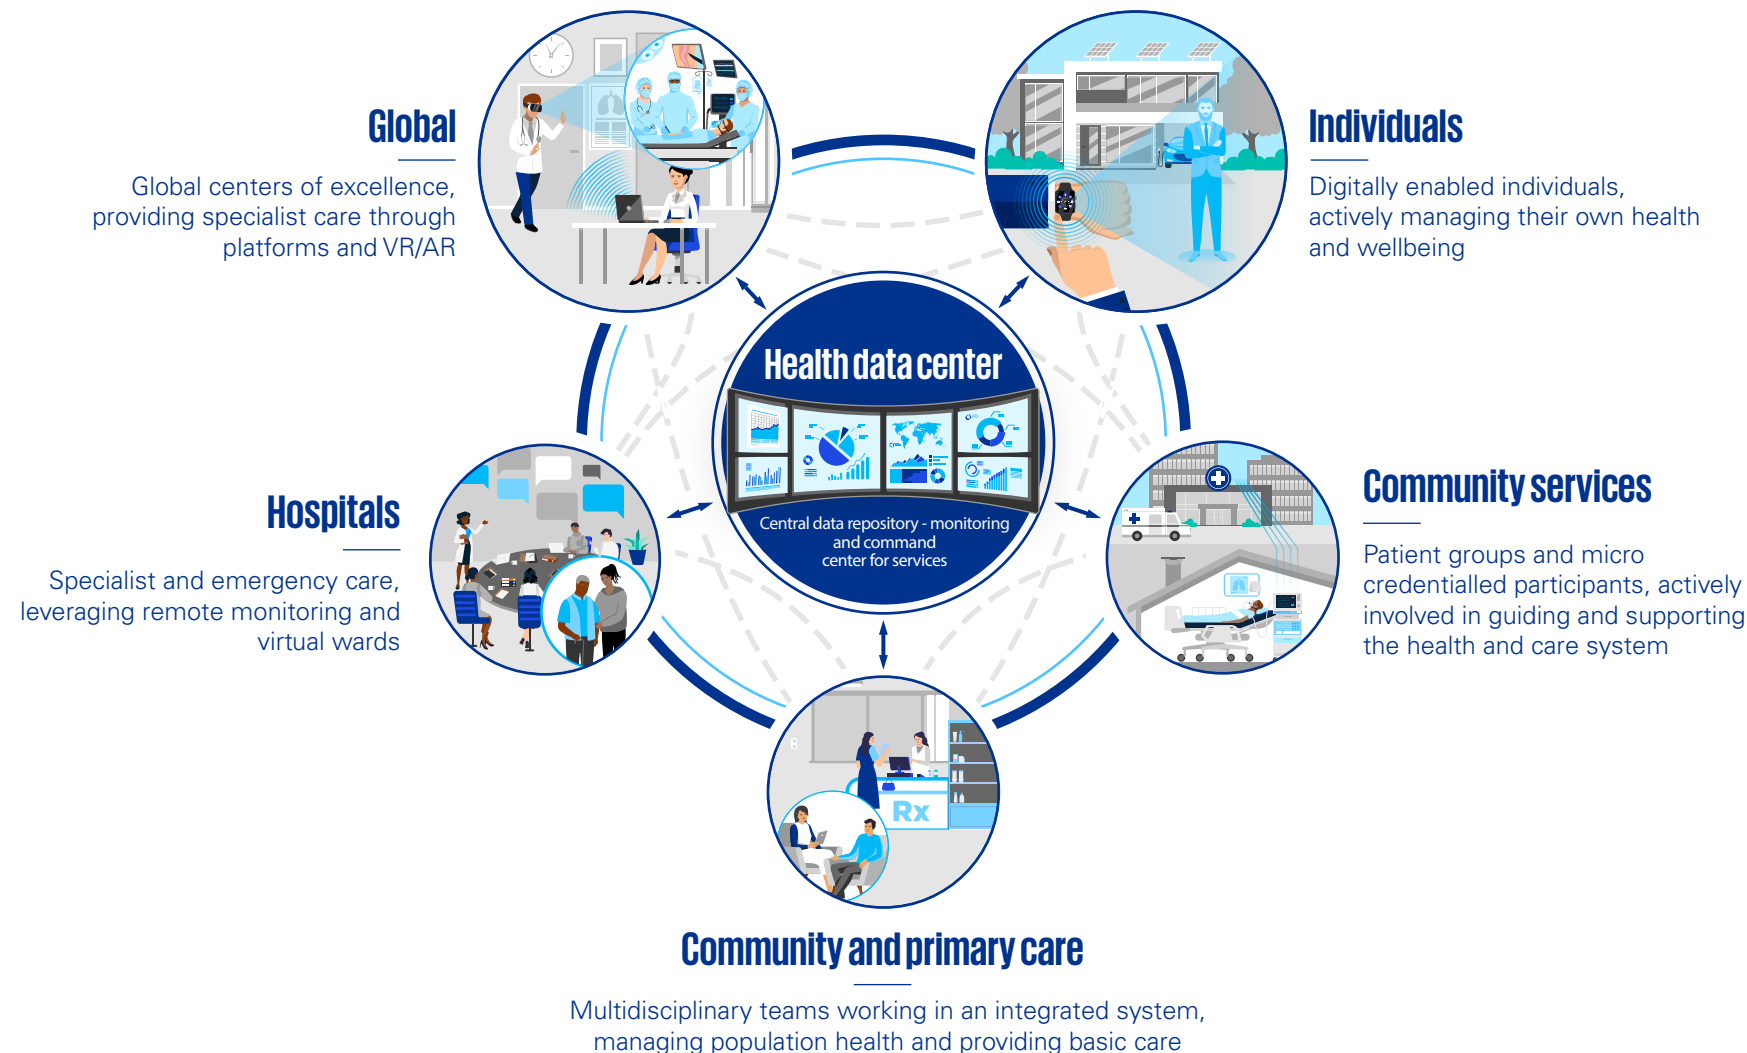 Global
Global centers of excellence,
providing specialist care through
platforms and VR/AR
Individuals
Digitally enabled individuals,
actively managing their own health
and wellbeing
Health data center
Central data repository - monitoring
and command
center for services
Hospitals
Specialist and emergency care,
leveraging remote monitoring and
virtual wards
Community services
Patient groups and micro
credentialled participants, actively
involved in guiding and supporting
the health and care system
Rx
Community and primary care
Multidisciplinary teams working in an integrated system,
managing population health and providing basic care